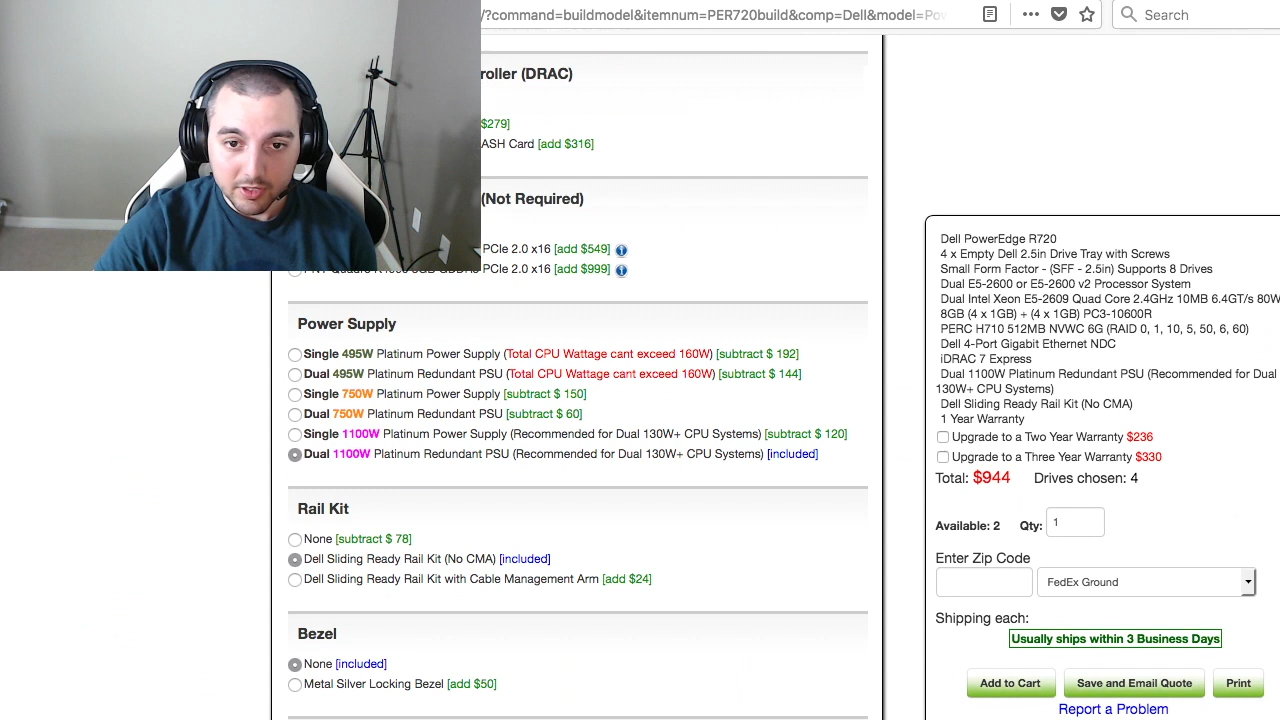 /?command=buildmodel&itemnum=PER720build&comp=Dell&model=Pow
Search
roller (DRAC)
$279]
ASH Card [add $316]
(Not Required)
PCIe 2.0 x16 [add $549]
PCIe 2.0 x16 [add $999]
Power Supply
Single 495W Platinum Power Supply (Total CPU Wattage cant exceed 160W) [subtract $ 192]
Dual 495W Platinum Redundant PSU (Total CPU Wattage cant exceed 160W) [subtract $ 144]
Single 750W Platinum Power Supply [subtract $ 150]
Dual 750W Platinum Redundant PSU [subtract $ 60]
Single 1100W Platinum Power Supply (Recommended for Dual 130W+ CPU Systems) [subtract $ 120]
Dual 1100W Platinum Redundant PSU (Recommended for Dual 130W+ CPU Systems) [included]
Rail Kit
None [subtract $ 78]
Dell Sliding Ready Rail Kit (No CMA) [included]
Dell Sliding Ready Rail Kit with Cable Management Arm [add $24]
Bezel
None [included]
Metal Silver Locking Bezel [add $50]
Dell PowerEdge R720
4 x Empty Dell 2.5in Drive Tray with Screws
Small Form Factor - (SFF - 2.5in) Supports 8 Drives
Dual E5-2600 or E5-2600 v2 Processor System
Dual Intel Xeon E5-2609 Quad Core 2.4GHz 10MB 6.4GT/s 80W
8GB (4 x 1GB) + (4 x 1GB) PC3-10600R
PERC H710 512MB NVWC 6G (RAID 0, 1, 10, 5, 50, 6, 60)
Dell 4-Port Gigabit Ethernet NDC
iDRAC 7 Express
Dual 1100W Platinum Redundant PSU (Recommended for Dual
130W+ CPU Systems)
Dell Sliding Ready Rail Kit (No CMA)
1 Year Warranty
Upgrade to a Two Year Warranty $236
Upgrade to a Three Year Warranty $330
Total: $944 Drives chosen: 4
Available: 2 Qty: 1
Enter Zip Code
FedEx Ground
Shipping each:
Usually ships within 3 Business Days
Add to Cart Save and Email Quote Print
Report a Problem